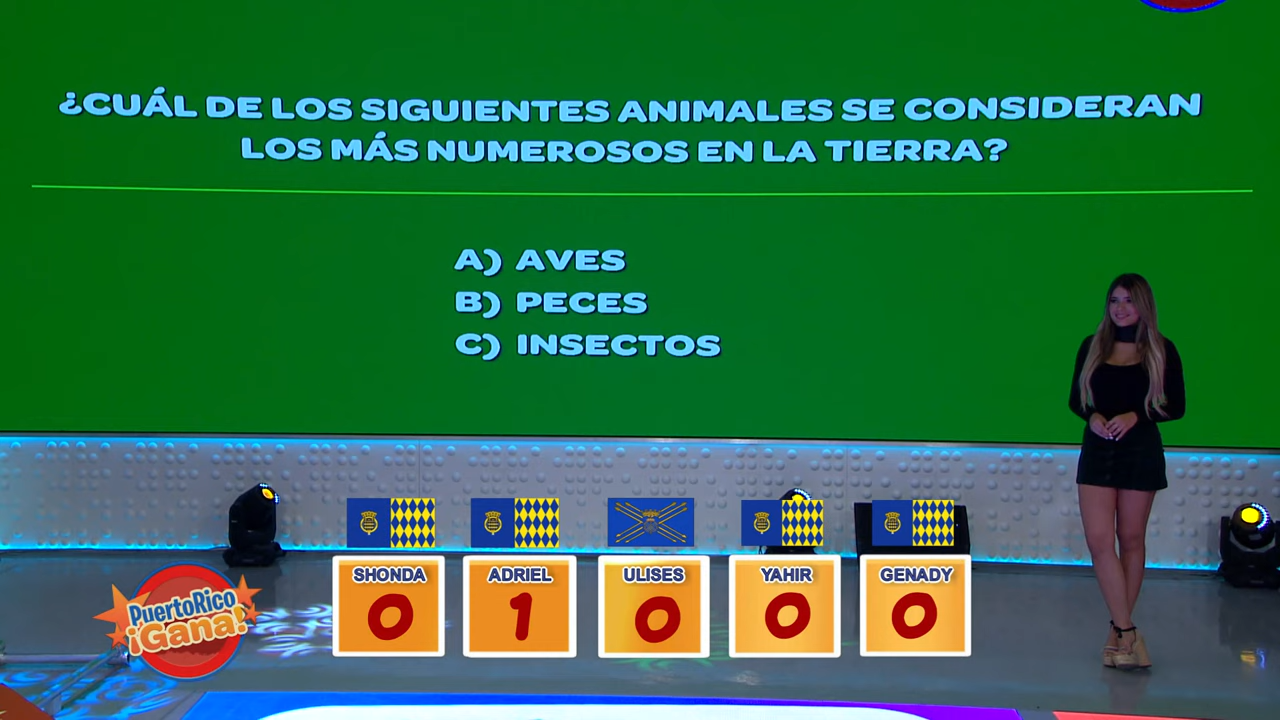 ¿CUÁL DE LOS SIGUIENTES ANIMALES SE CONSIDERAN
LOS MÁS NUMEROSOS EN LA TIERRA?
A) AVES
B) PECES
C) INSECTOS
SHONDA
ADRIEL
ULISES
YAHIR
GENADY
0
1
0
0
0
PuertoRico
¡Gana!